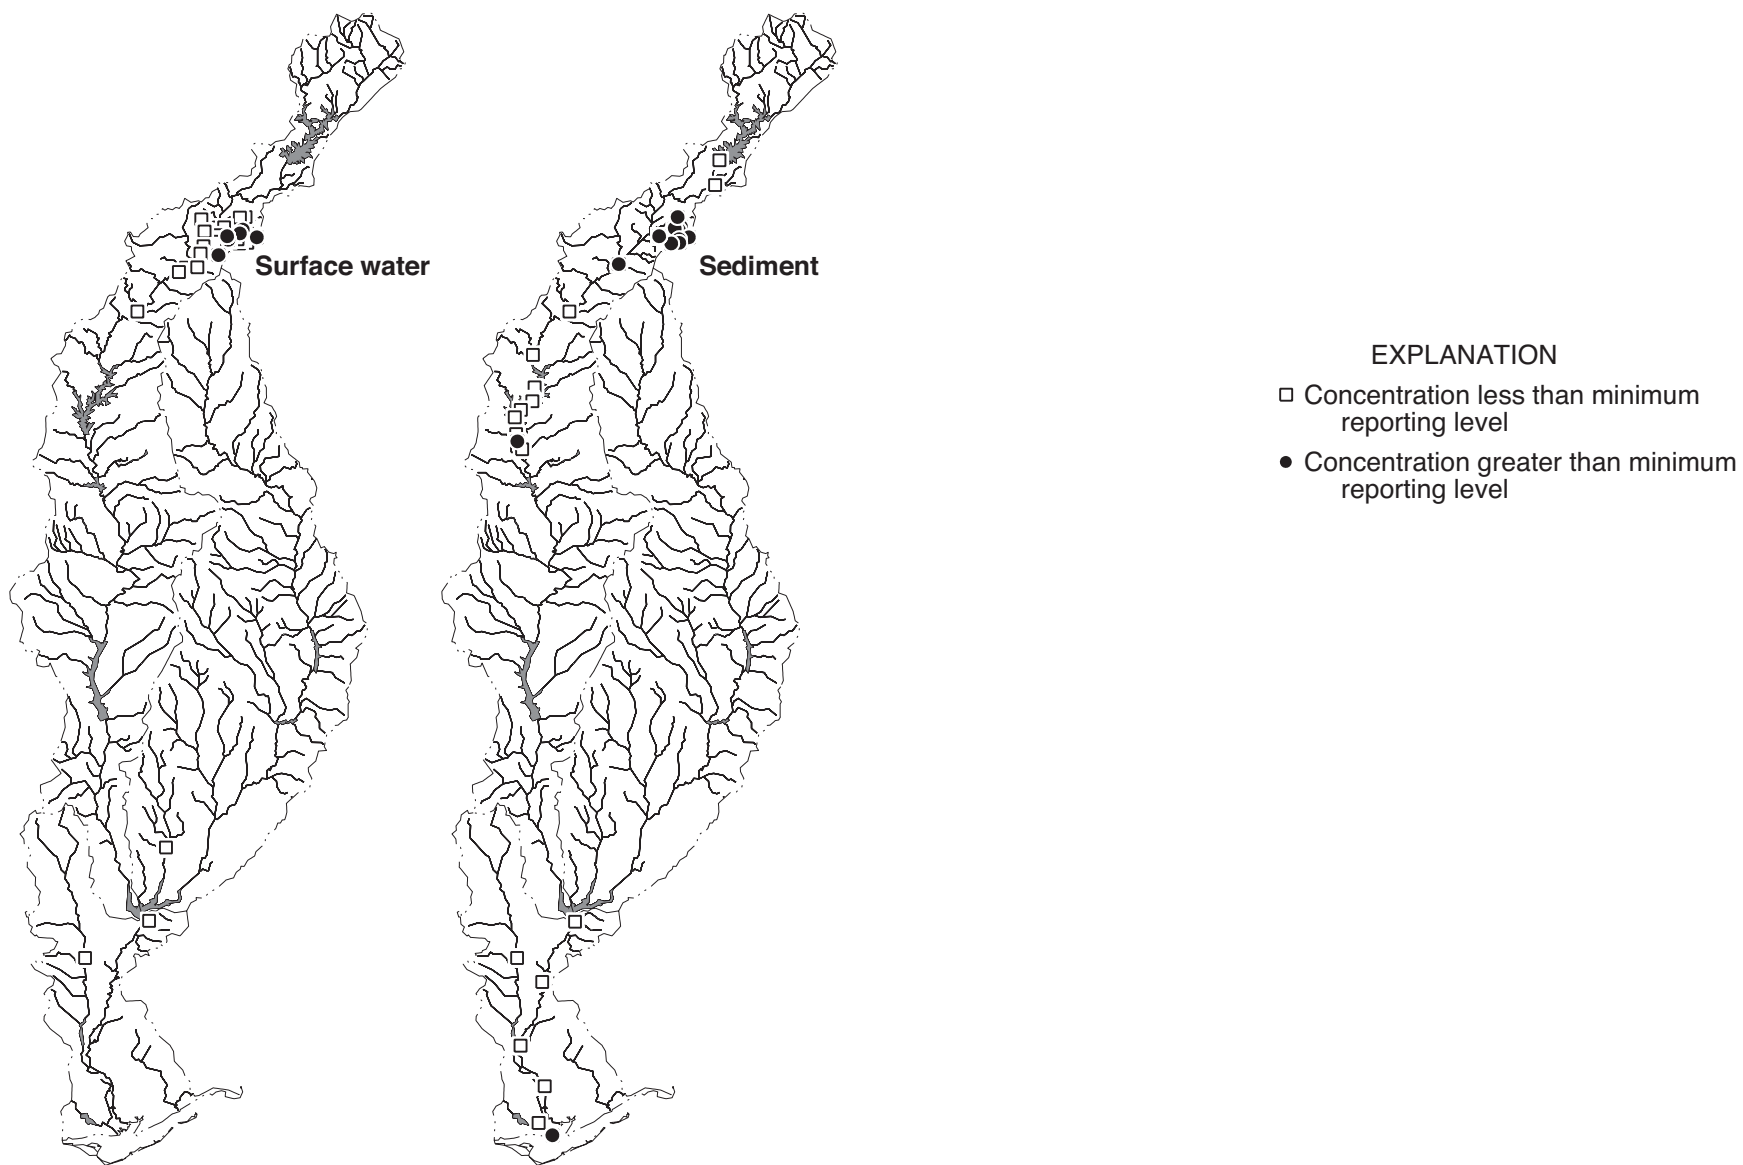 Surface water
Sediment
EXPLANATION
Concentration less than minimum
reporting level
Concentration greater than minimum
reporting level